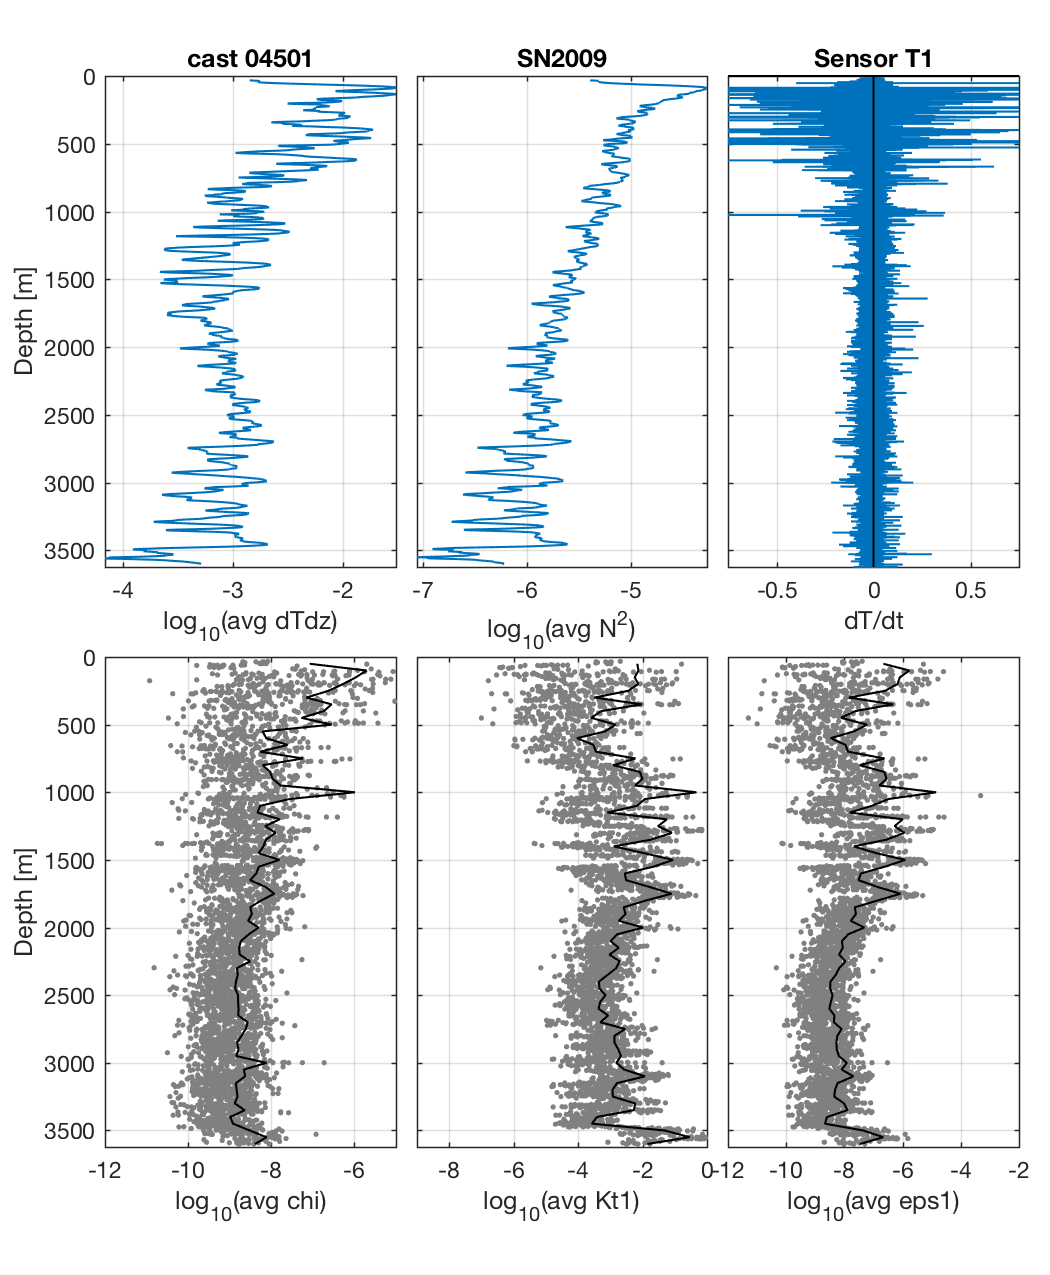 cast 04501 SN2009 Sensor T1
0
500
1000
1500
2000
2500
3000
3500
Depth [m]
-4 -3 -2 -7 -6 -5 -0.5 0 0.5
log10(avg dTdz) log10(avg N2) dT/dt
0
500
1000
1500
2000
2500
3000
3500
Depth [m]
-12 -10 -8 -6 -8 -6 -4 -2 0 -12 -10 -8 -6 -4 -2
log10(avg chi) log10(avg Kt1) log10(avg eps1)